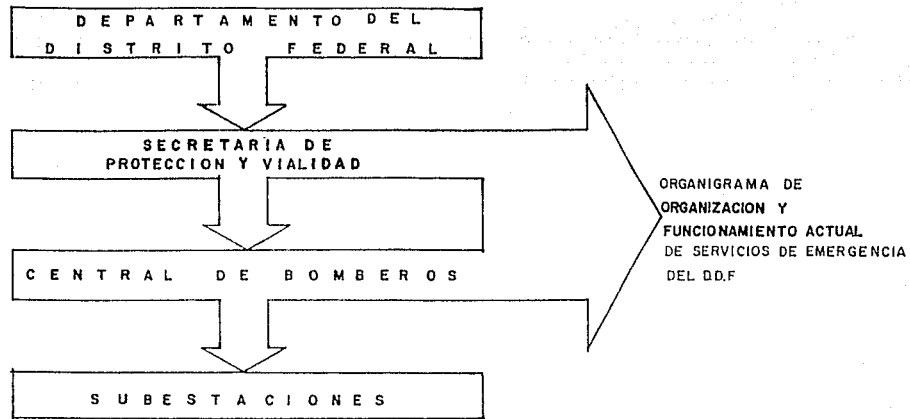 DEPARTAMENTO DEL
DISTRITO FEDERAL
SECRETARIA DE
PROTECCION Y VIALIDAD
CENTRAL DE BOMBEROS
SUBESTACIONES
ORGANIGRAMA DE
ORGANIZACION Y
FUNCIONAMIENTO ACTUAL
DE SERVICIOS DE EMERGENCIA
DEL D.D.F